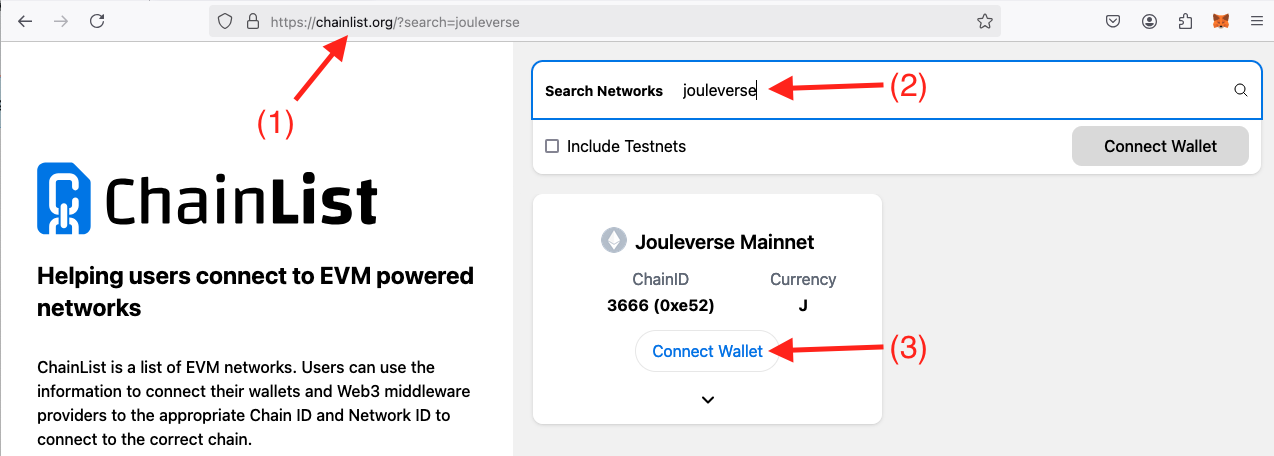 https://chainlist.org/?search=jouleverse
(1)
Search Networks jouleverse
(2)
Include Testnets
Connect Wallet
ChainList
Helping users connect to EVM powered
networks
ChainList is a list of EVM networks. Users can use the
information to connect their wallets and Web3 middleware
providers to the appropriate Chain ID and Network ID to
connect to the correct chain.
Jouleverse Mainnet
ChainID Currency
3666 (0xe52) J
Connect Wallet
(3)